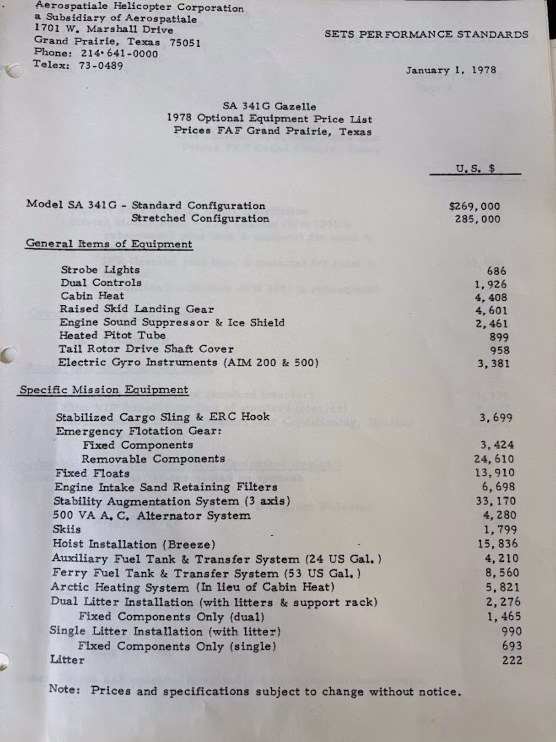 Aerospatiale Helicopter Corporation
a Subsidiary of Aerospatiale
1701 W. Marshall Drive
Grand Prairie, Texas 75051
Phone: 214-641-0000
Telex: 73-0489
SETS PERFORMANCE STANDARDS
January 1, 1978
SA 341G Gazelle
1978 Optional Equipment Price List
Prices FAF Grand Prairie, Texas
U.S. $
Model SA 341G - Standard Configuration $269,000
Stretched Configuration 285,000
General Items of Equipment
Strobe Lights 686
Dual Controls 1,926
Cabin Heat 4,408
Raised Skid Landing Gear 4,601
Engine Sound Suppressor & Ice Shield 2,461
Heated Pitot Tube 899
Tail Rotor Drive Shaft Cover 958
Electric Gyro Instruments (AIM 200 & 500) 3,381
Specific Mission Equipment
Stabilized Cargo Sling & ERC Hook 3,699
Emergency Flotation Gear:
Fixed Components 3,424
Removable Components 24,610
Fixed Floats 13,910
Engine Intake Sand Retaining Filters 6,698
Stability Augmentation System (3 axis) 33,170
500 VA A.C. Alternator System 4,280
Skiis 1,799
Hoist Installation (Breeze) 15,836
Auxiliary Fuel Tank & Transfer System (24 US Gal.) 4,210
Ferry Fuel Tank & Transfer System (53 US Gal.) 8,560
Arctic Heating System (In lieu of Cabin Heat) 5,821
Dual Litter Installation (with litters & support rack) 2,276
Fixed Components Only (dual) 1,465
Single Litter Installation (with litter) 990
Fixed Components Only (single) 693
Litter 222
Note: Prices and specifications subject to change without notice.